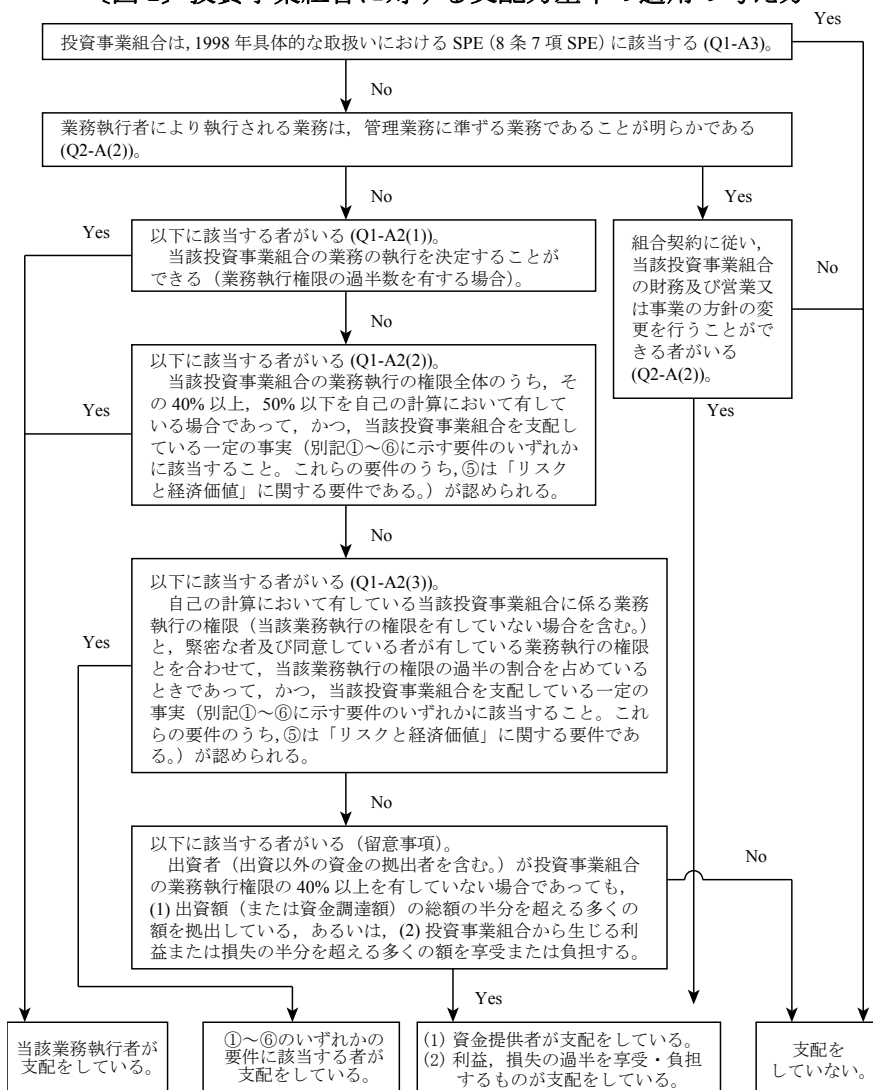 〔図 2〕投資事業組合に対する支配力基準の適用の考え方
Yes
投資事業組合は，1998 年具体的な取扱いにおける SPE（8 条 7 項 SPE）に該当する (Q1-A3)。
No
業務執行者により執行される業務は，管理業務に準ずる業務であることが明らかである
(Q2-A(2))。
No
Yes
Yes
以下に該当する者がいる (Q1-A2(1))。
当該投資事業組合の業務の執行を決定することが
できる（業務執行権限の過半数を有する場合）。
組合契約に従い，
当該投資事業組合
の財務及び営業又
は事業の方針の変
更を行うことがで
きる者がいる
(Q2-A(2))。
No
No
Yes
以下に該当する者がいる (Q1-A2(2))。
当該投資事業組合の業務執行の権限全体のうち，そ
の 40% 以上，50% 以下を自己の計算において有して
いる場合であって，かつ，当該投資事業組合を支配し
ている一定の事実（別記①～⑥に示す要件のいずれか
に該当すること。これらの要件のうち，⑤は「リスク
と経済価値」に関する要件である。）が認められる。
Yes
No
Yes
以下に該当する者がいる (Q1-A2(3))。
自己の計算において有している当該投資事業組合に係る業務
執行の権限（当該業務執行の権限を有していない場合を含む。）
と，緊密な者及び同意している者が有している業務執行の権限
とを合わせて，当該業務執行の権限の過半の割合を占めている
ときであって，かつ，当該投資事業組合を支配している一定の
事実（別記①～⑥に示す要件のいずれかに該当すること。これ
らの要件のうち，⑤は「リスクと経済価値」に関する要件であ
る。）が認められる。
No
以下に該当する者がいる（留意事項）。
出資者（出資以外の資金の拠出者を含む。）が投資事業組合
の業務執行権限の 40% 以上を有していない場合であっても，
(1) 出資額（または資金調達額）の総額の半分を超える多くの
額を拠出している，あるいは，(2) 投資事業組合から生じる利
益または損失の半分を超える多くの額を享受または負担する。
No
Yes
当該業務執行者が
支配をしている。
①～⑥のいずれかの
要件に該当する者が
支配をしている。
(1) 資金提供者が支配をしている。
(2) 利益，損失の過半を享受・負担
するものが支配をしている。
支配を
していない。